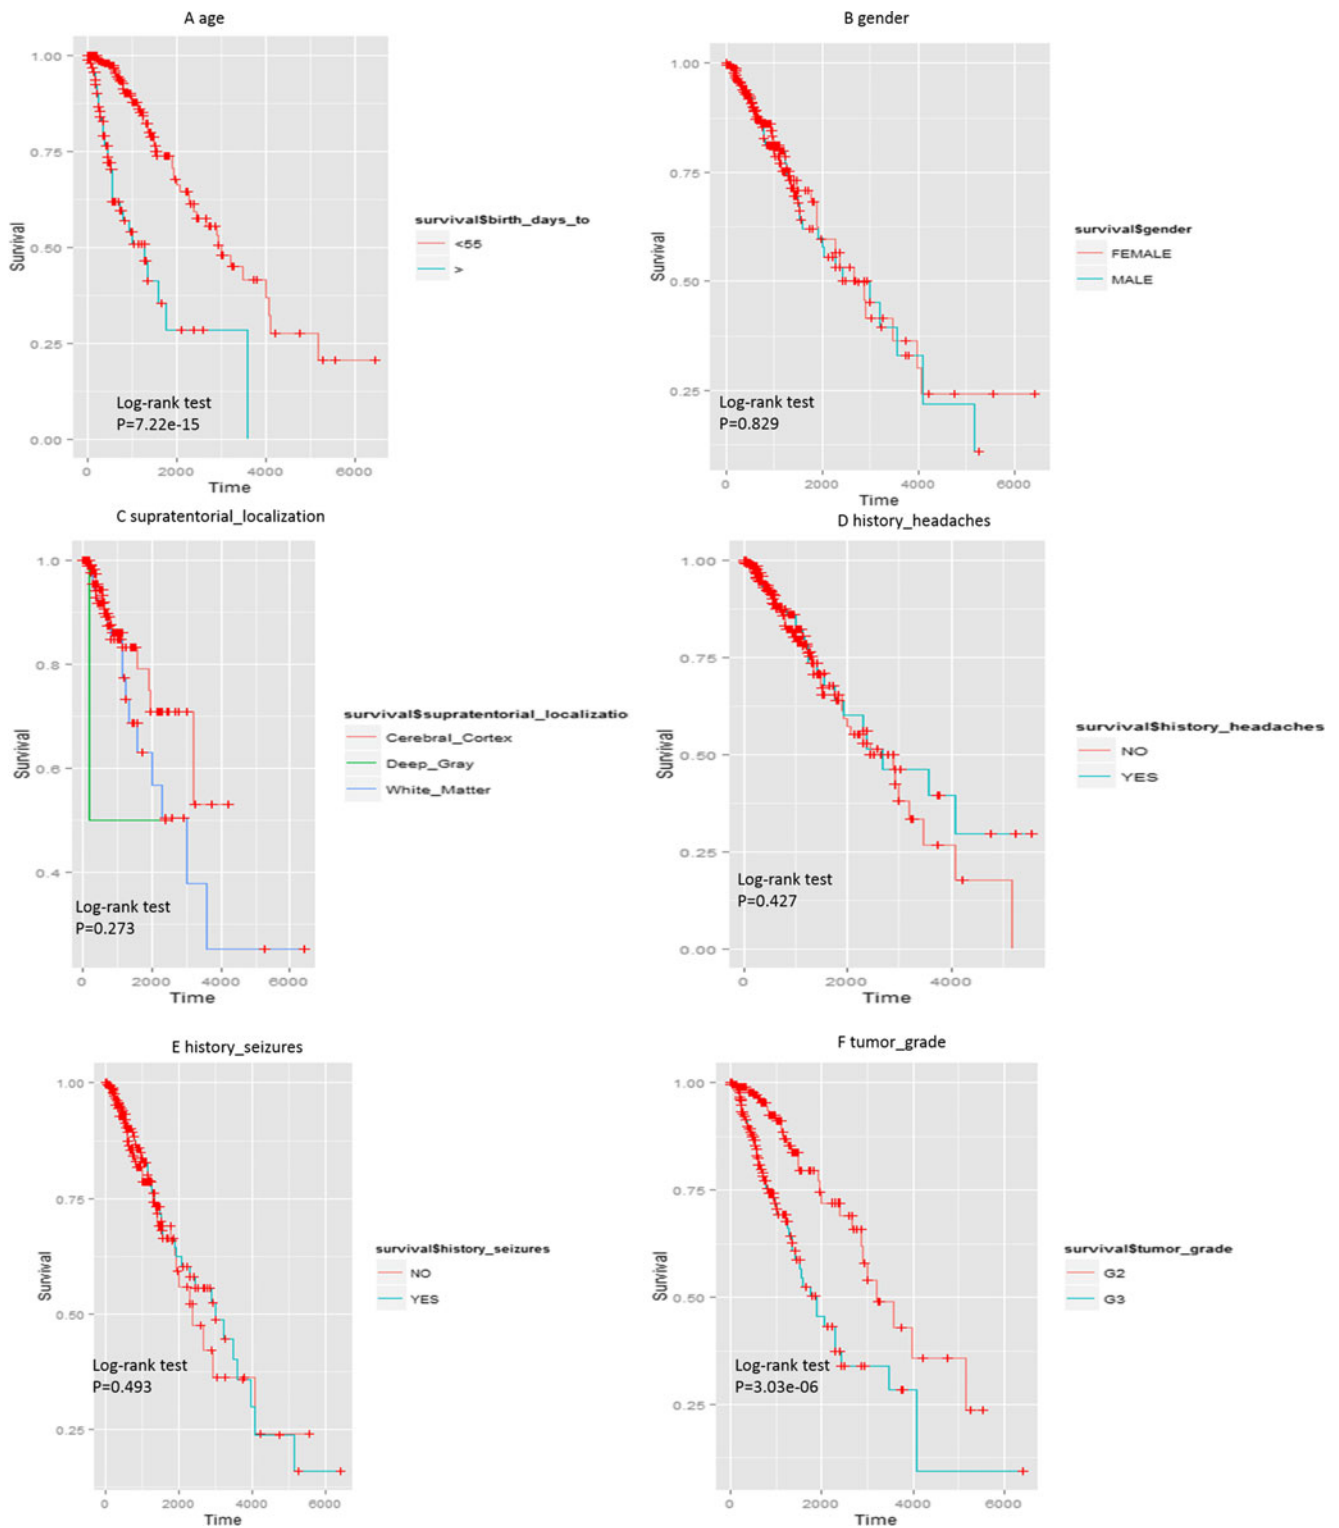 A age
1.00
0.75
0.50
0.25
0.00
Survival
0 2000 4000 6000
Time
Log-rank test
P=7.22e-15
survival$birth_days_to
<55
>
B gender
1.00
0.75
0.50
0.25
Survival
0 2000 4000 6000
Time
Log-rank test
P=0.829
survival$gender
FEMALE
MALE
C supratentorial_localization
1.0
0.8
0.6
0.4
Survival
0 2000 4000 6000
Time
Log-rank test
P=0.273
survival$supratentorial_localizatio
Cerebral_Cortex
Deep_Gray
White_Matter
D history_headaches
1.00
0.75
0.50
0.25
0.00
Survival
0 2000 4000
Time
Log-rank test
P=0.427
survival$history_headaches
NO
YES
E history_seizures
1.00
0.75
0.50
0.25
Survival
0 2000 4000 6000
Time
Log-rank test
P=0.493
survival$history_seizures
NO
YES
F tumor_grade
1.00
0.75
0.50
0.25
Survival
0 2000 4000 6000
Time
Log-rank test
P=3.03e-06
survival$tumor_grade
G2
G3